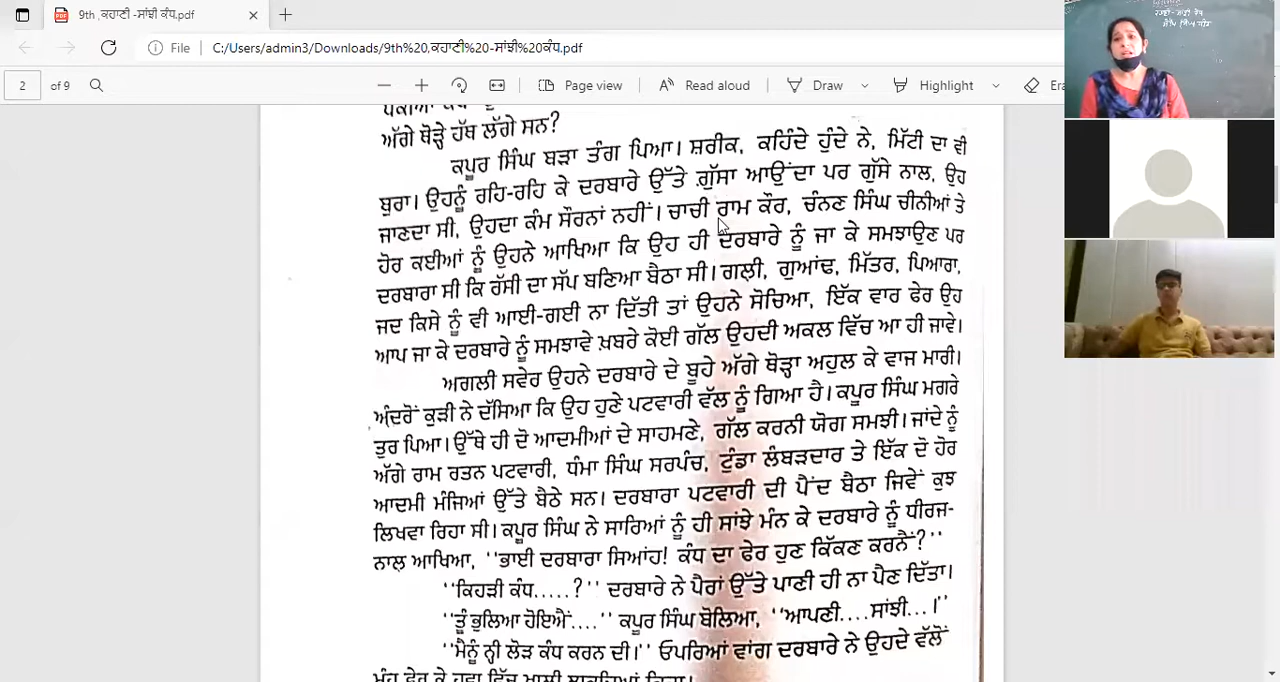 9th ,ਕਹਾਣੀ -ਸਾਂਝੀ ਕੰਧ.pdf
File C:/Users/admin3/Downloads/9th%20,ਕਹਾਣੀ%20-ਸਾਂਝੀ%20ਕੰਧ.pdf
2 of 9 Page view Read aloud Draw Highlight Era
ਅੱਗੇ ਥੋੜ੍ਹੇ ਹੱਥ ਲੱਗੇ ਸਨ?
ਕਪੂਰ ਸਿੰਘ ਬੜਾ ਤੰਗ ਪਿਆ। ਸ਼ਰੀਕ, ਕਹਿੰਦੇ ਹੁੰਦੇ ਨੇ, ਮਿੱਟੀ ਦਾ ਵੀ
ਬੁਰਾ। ਉਹਨੂੰ ਰਹਿ-ਰਹਿ ਕੇ ਦਰਬਾਰੇ ਉੱਤੇ ਗ਼ੁੱਸਾ ਆਉਂਦਾ ਪਰ ਗੁੱਸੇ ਨਾਲ, ਉਹ
ਜਾਣਦਾ ਸੀ, ਉਹਦਾ ਕੰਮ ਸੌਰਨਾਂ ਨਹੀਂ। ਚਾਚੀ ਰਾਮ ਕੌਰ, ਚੰਨਣ ਸਿੰਘ ਚੀਨੀਆਂ ਤੇ
ਹੋਰ ਕਈਆਂ ਨੂੰ ਉਹਨੇ ਆਖਿਆ ਕਿ ਉਹ ਹੀ ਦਰਬਾਰੇ ਨੂੰ ਜਾ ਕੇ ਸਮਝਾਉਣ ਪਰ
ਦਰਬਾਰਾ ਸੀ ਕਿ ਰੱਸੀ ਦਾ ਸੱਪ ਬਣਿਆ ਬੈਠਾ ਸੀ। ਗਲੀ, ਗੁਆਂਢ, ਮਿੱਤਰ, ਪਿਆਰਾ,
ਜਦ ਕਿਸੇ ਨੂੰ ਵੀ ਆਈ-ਗਈ ਨਾ ਦਿੱਤੀ ਤਾਂ ਉਹਨੇ ਸੋਚਿਆ, ਇੱਕ ਵਾਰ ਫੇਰ ਉਹ
ਆਪ ਜਾ ਕੇ ਦਰਬਾਰੇ ਨੂੰ ਸਮਝਾਵੇ ਖ਼ਬਰੇ ਕੋਈ ਗੱਲ ਉਹਦੀ ਅਕਲ ਵਿੱਚ ਆ ਹੀ ਜਾਵੇ।
ਅਗਲੀ ਸਵੇਰ ਉਹਨੇ ਦਰਬਾਰੇ ਦੇ ਬੂਹੇ ਅੱਗੇ ਥੋੜ੍ਹਾ ਅਹੁਲ ਕੇ ਵਾਜ ਮਾਰੀ।
ਅੰਦਰੋਂ ਕੁੜੀ ਨੇ ਦੱਸਿਆ ਕਿ ਉਹ ਹੁਣੇ ਪਟਵਾਰੀ ਵੱਲ ਨੂੰ ਗਿਆ ਹੈ। ਕਪੂਰ ਸਿੰਘ ਮਗਰੇ
ਤੁਰ ਪਿਆ। ਉੱਥੇ ਹੀ ਦੋ ਆਦਮੀਆਂ ਦੇ ਸਾਹਮਣੇ, ਗੱਲ ਕਰਨੀ ਯੋਗ ਸਮਝੀ। ਜਾਂਦੇ ਨੂੰ
ਅੱਗੇ ਰਾਮ ਰਤਨ ਪਟਵਾਰੀ, ਧੰਮਾ ਸਿੰਘ ਸਰਪੰਚ, ਟੁੰਡਾ ਲੰਬੜਦਾਰ ਤੇ ਇੱਕ ਦੋ ਹੋਰ
ਆਦਮੀ ਮੰਜਿਆਂ ਉੱਤੇ ਬੈਠੇ ਸਨ। ਦਰਬਾਰਾ ਪਟਵਾਰੀ ਦੀ ਪੈਂਦ ਬੈਠਾ ਜਿਵੇਂ ਕੁਝ
ਲਿਖਵਾ ਰਿਹਾ ਸੀ। ਕਪੂਰ ਸਿੰਘ ਨੇ ਸਾਰਿਆਂ ਨੂੰ ਹੀ ਸਾਂਝੇ ਮੰਨ ਕੇ ਦਰਬਾਰੇ ਨੂੰ ਧੀਰਜ-
ਨਾਲ਼ ਆਖਿਆ, "ਭਾਈ ਦਰਬਾਰਾ ਸਿਆਂਹ! ਕੰਧ ਦਾ ਫੇਰ ਹੁਣ ਕਿੱਕਣ ਕਰਨੈਂ?"
"ਕਿਹੜੀ ਕੰਧ.....?" ਦਰਬਾਰੇ ਨੇ ਪੈਰਾਂ ਉੱਤੇ ਪਾਣੀ ਹੀ ਨਾ ਪੈਣ ਦਿੱਤਾ।
"ਤੂੰ ਭੁਲਿਆ ਹੋਇਐਂ...." ਕਪੂਰ ਸਿੰਘ ਬੋਲਿਆ, "ਆਪਣੀ....ਸਾਂਝੀ...।"
"ਮੈਨੂੰ ਨ੍ਹੀ ਲੋੜ ਕੰਧ ਕਰਨ ਦੀ।" ਓਪਰਿਆਂ ਵਾਂਗ ਦਰਬਾਰੇ ਨੇ ਉਹਦੇ ਵੱਲੋਂ